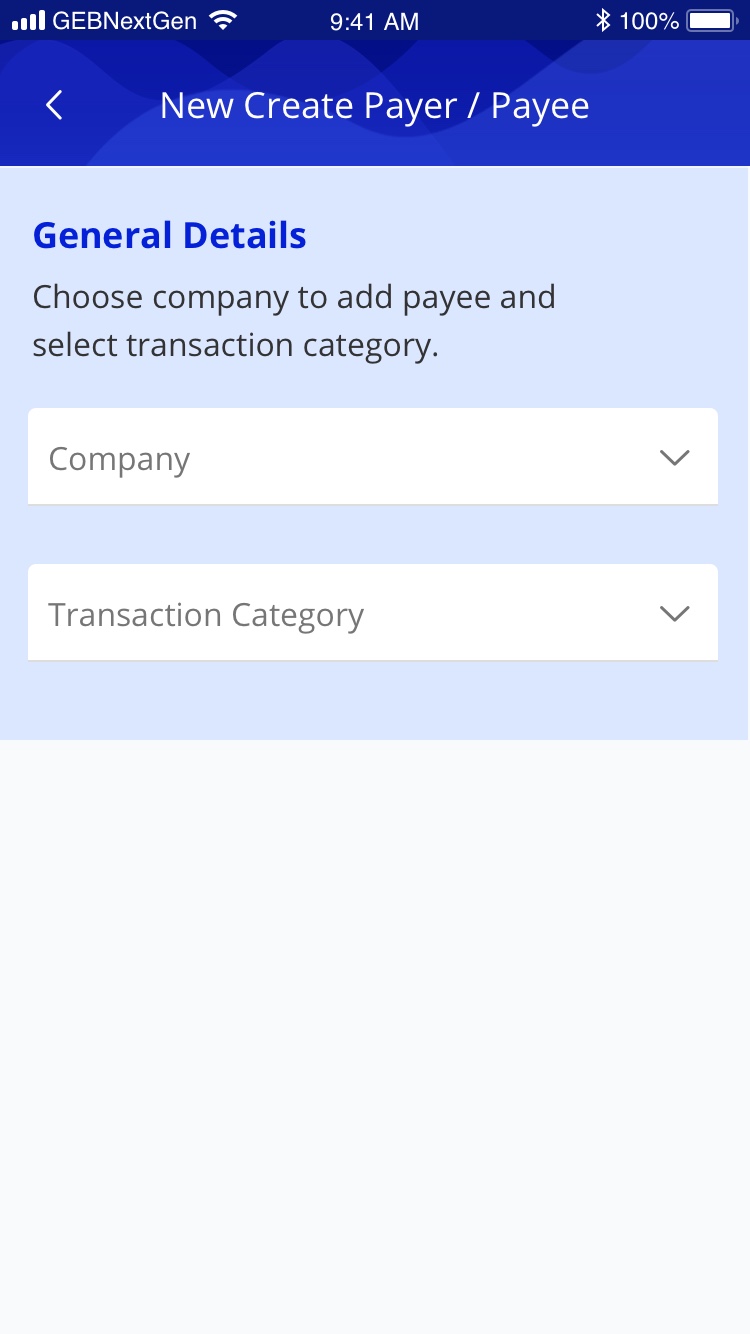 GEBNextGen 9:41 AM 100%
New Create Payer / Payee
General Details
Choose company to add payee and
select transaction category.
Company
Transaction Category